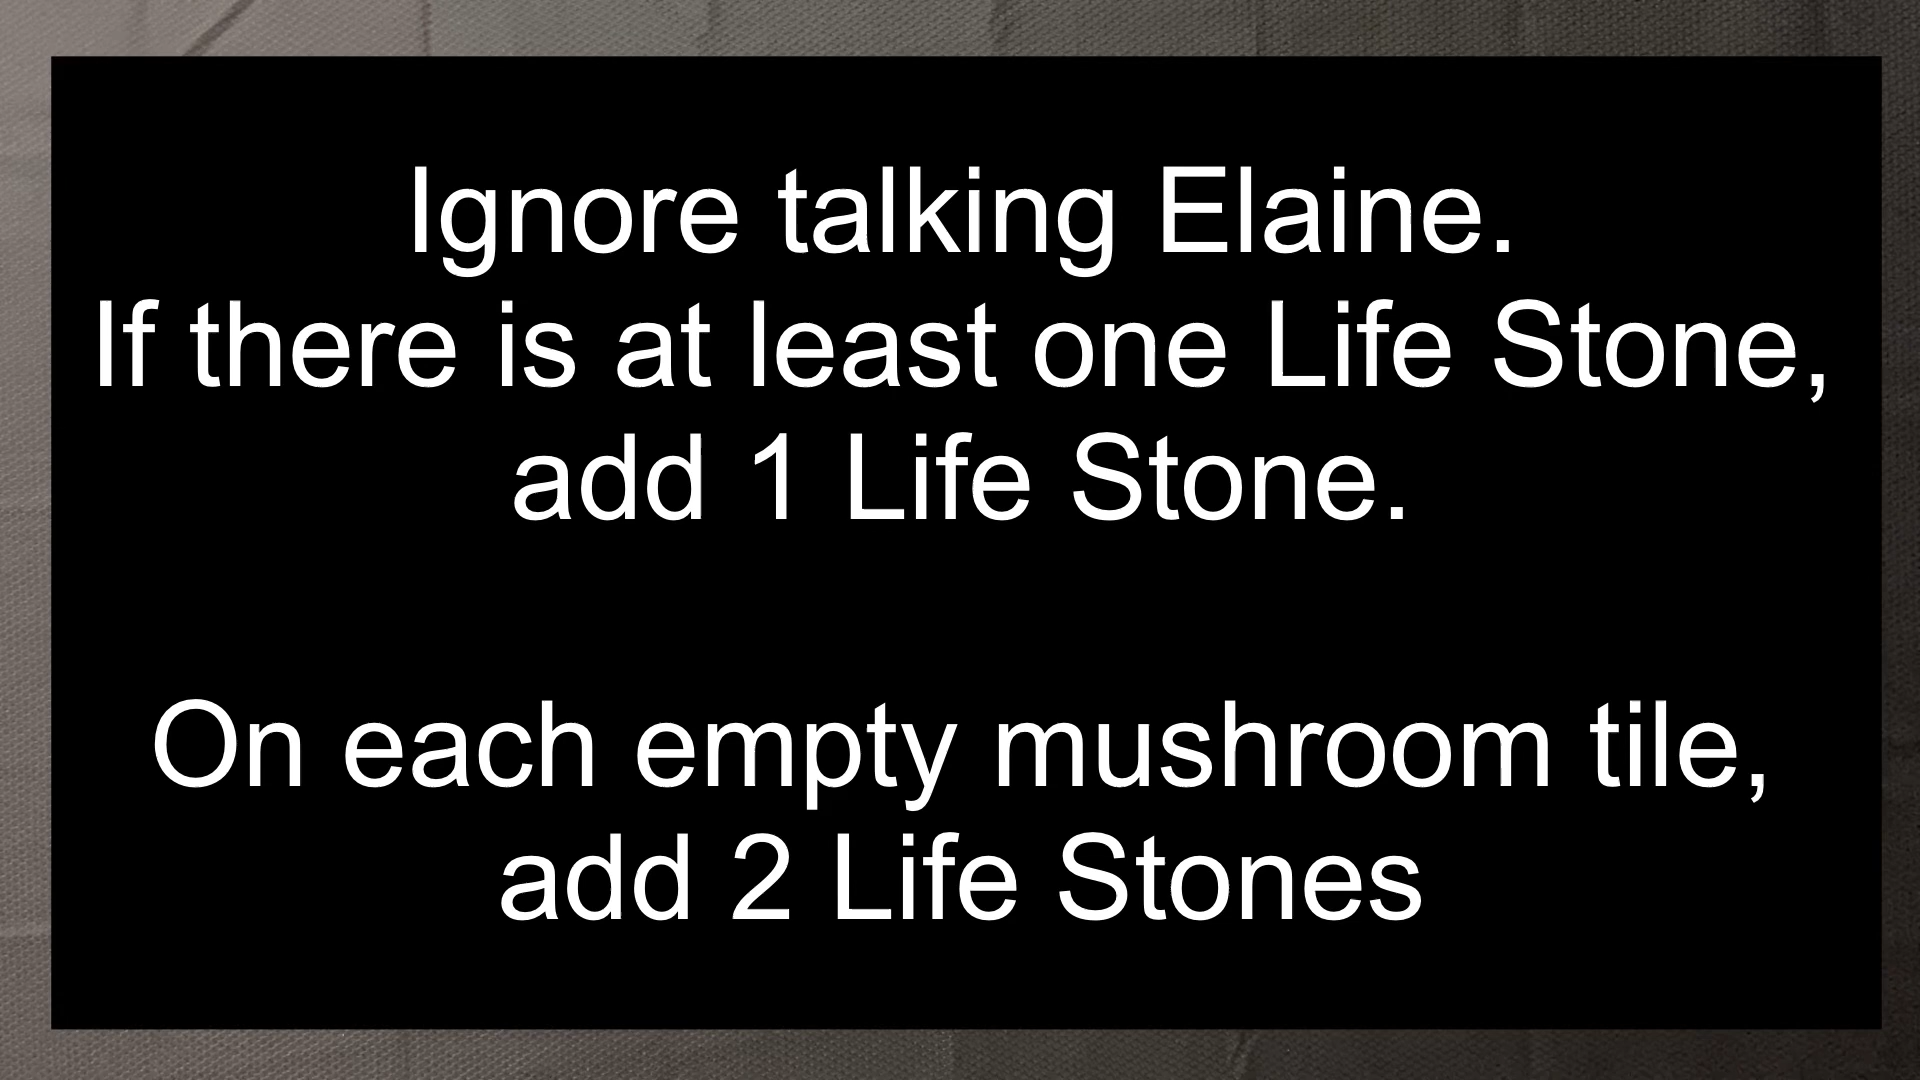 Ignore talking Elaine.
If there is at least one Life Stone,
add 1 Life Stone.
On each empty mushroom tile,
add 2 Life Stones